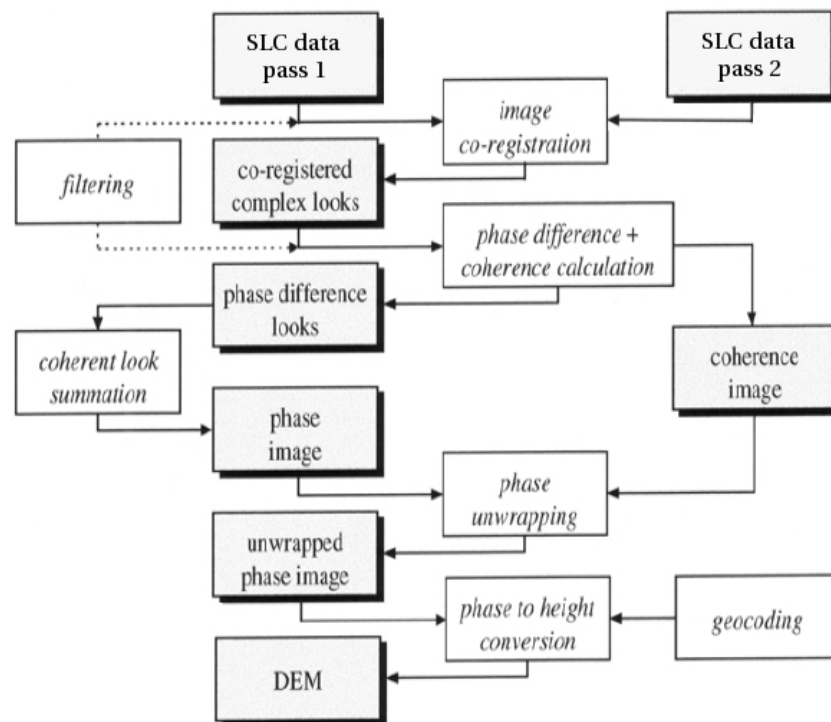 SLC data
pass 1
SLC data
pass 2
image
co-registration
filtering
co-registered
complex looks
phase difference +
coherence calculation
phase difference
looks
coherent look
summation
coherence
image
phase
image
phase
unwrapping
unwrapped
phase image
phase to height
conversion
geocoding
DEM